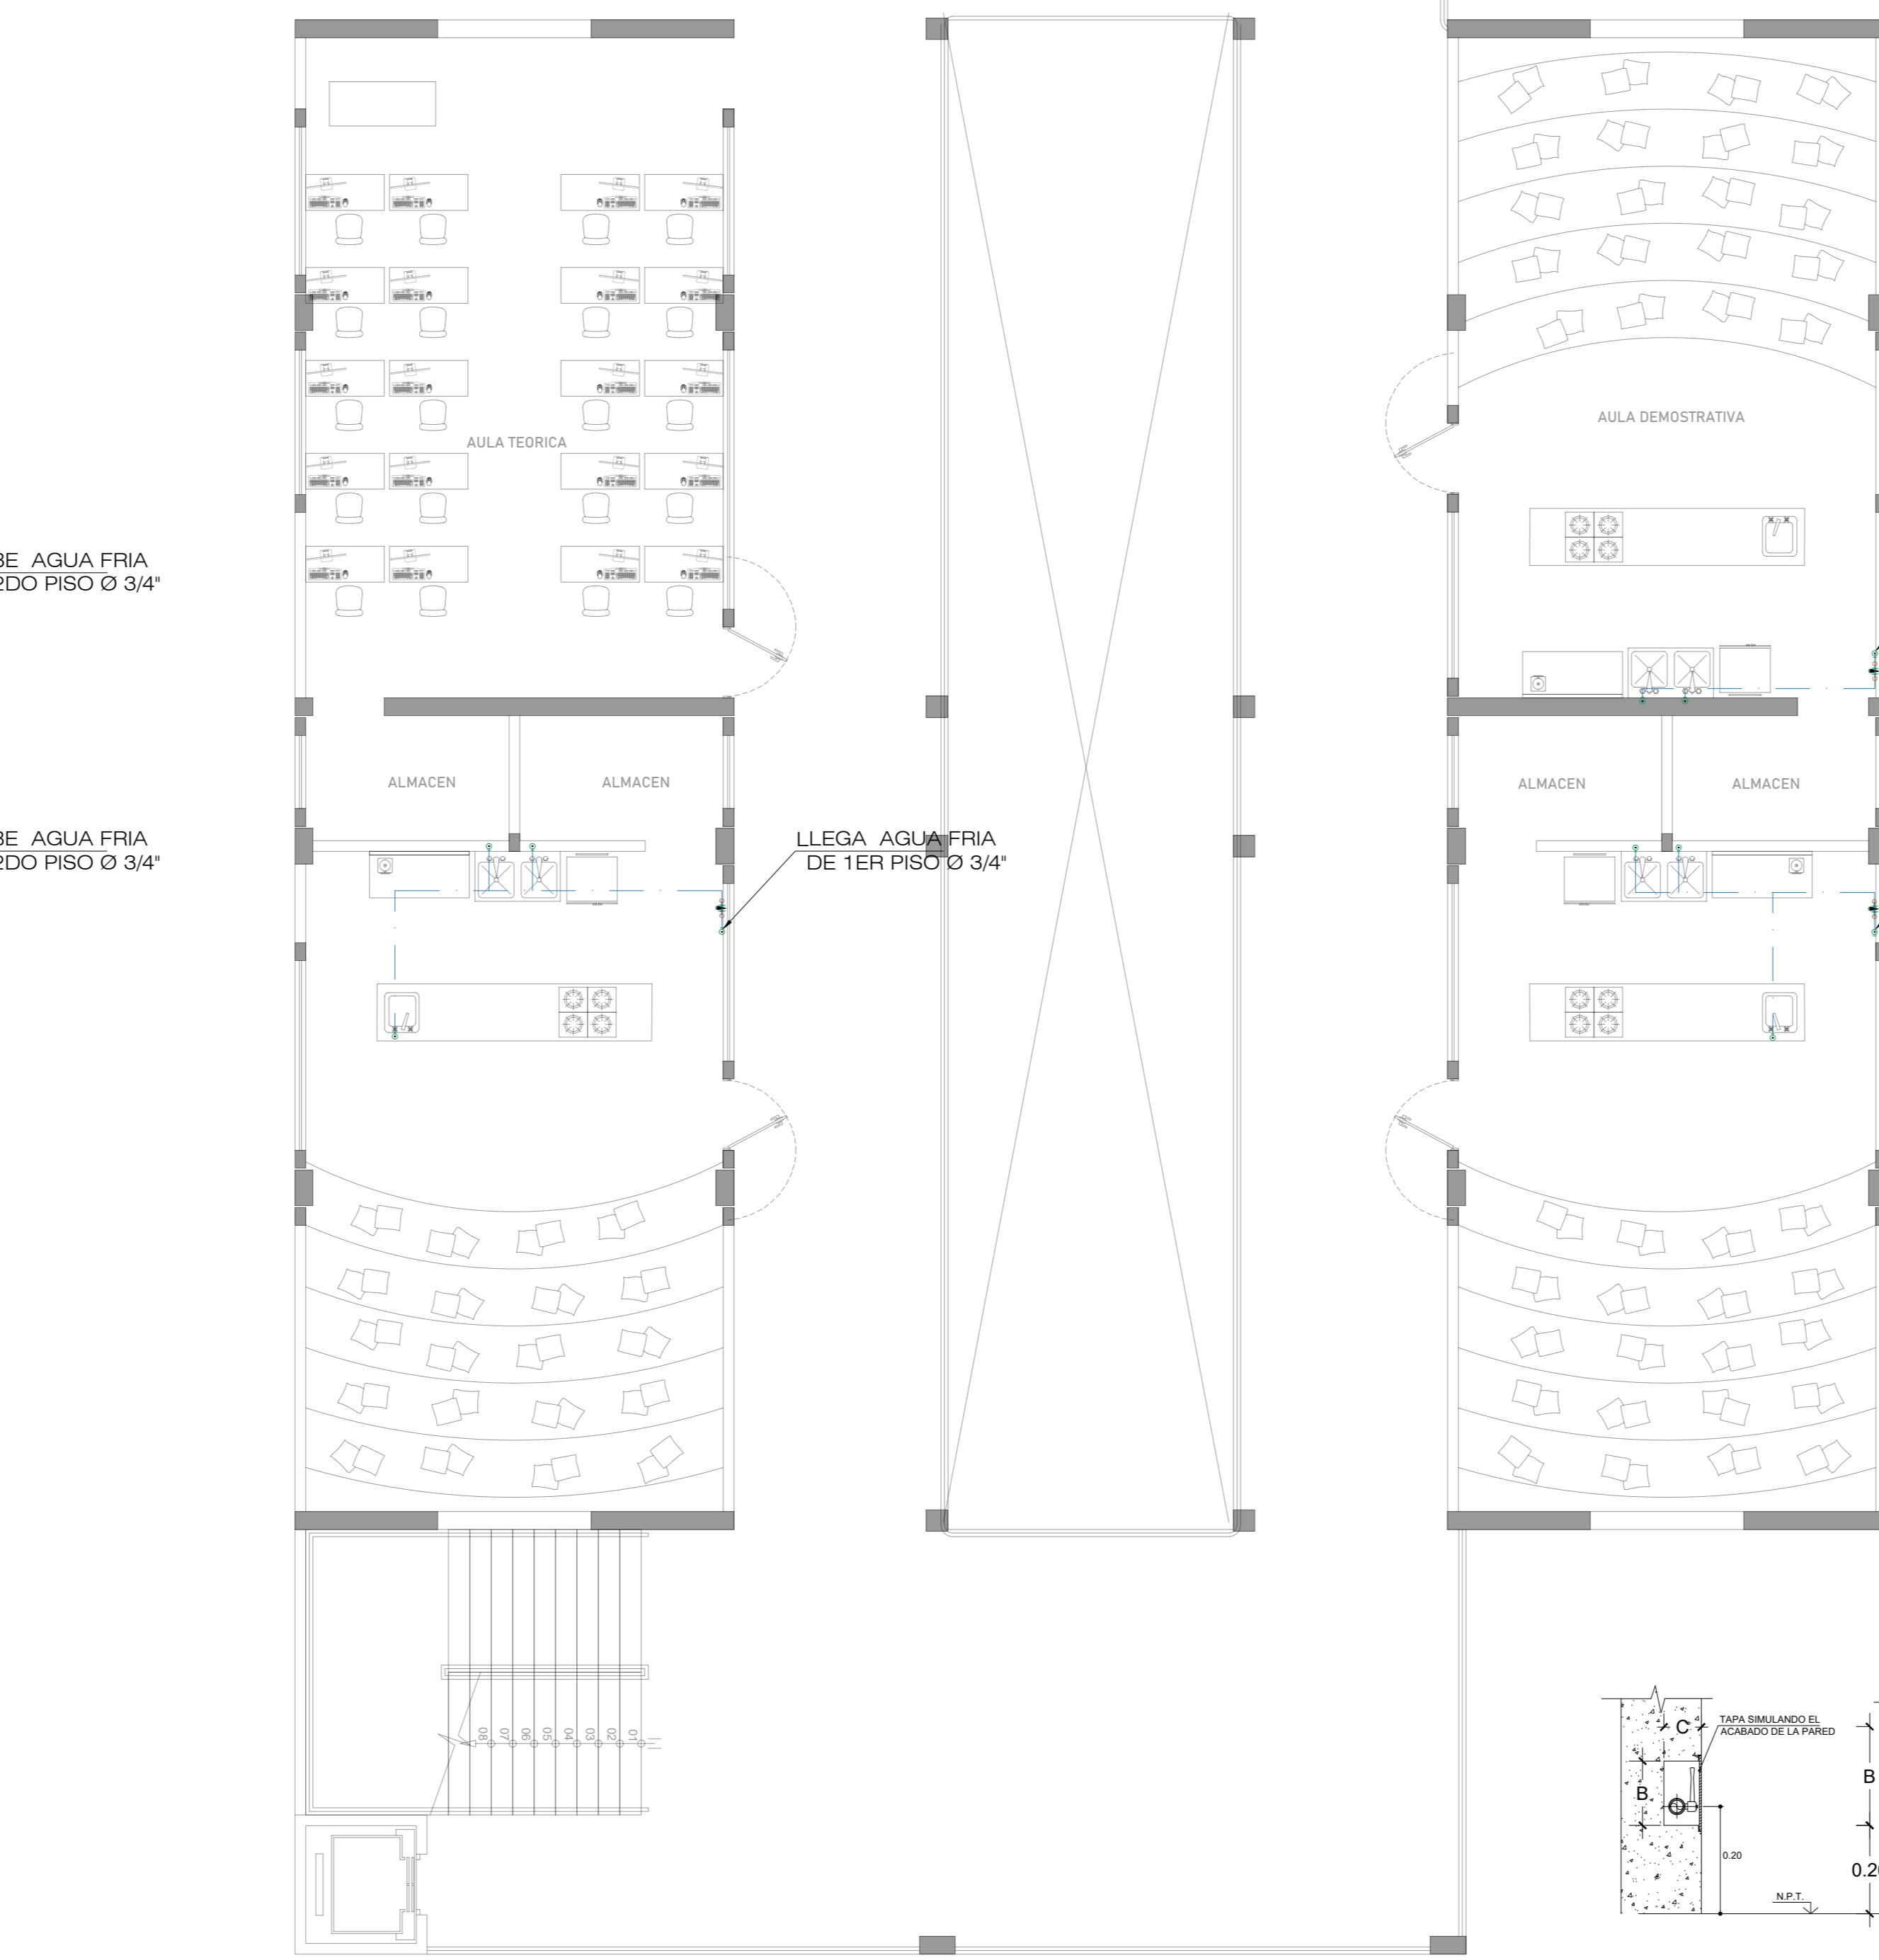 AULA DEMOSTRATIVA
AULA TEORICA
BE AGUA FRIA
2DO PISO Ø 3/4"
ALMACEN
ALMACEN
ALMACEN
ALMACEN
BE AGUA FRIA
2DO PISO Ø 3/4"
LLEGA AGUA FRIA
DE 1ER PISO Ø 3/4"
08
07
06
05
04
03
02
01
C
TAPA SIMULANDO EL
ACABADO DE LA PARED
B
B
0.20
0.20
N.P.T.